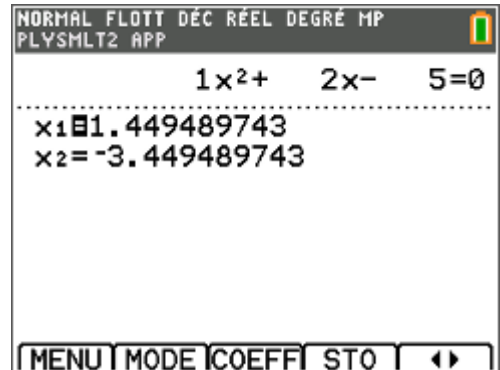 NORMAL FLOTT DÉC RÉEL DEGRÉ MP
PLYSMLT2 APP
1x²+ 2x- 5=0
x₁=1.449489743
x₂=⁻3.449489743
MENU MODE COEFF STO ◂▸